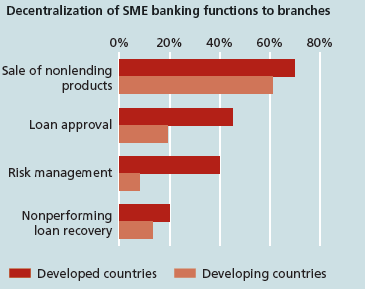 Decentralization of SME banking functions to branches
0% 20% 40% 60% 80%
Sale of nonlending
products
Loan approval
Risk management
Nonperforming
loan recovery
Developed countries Developing countries